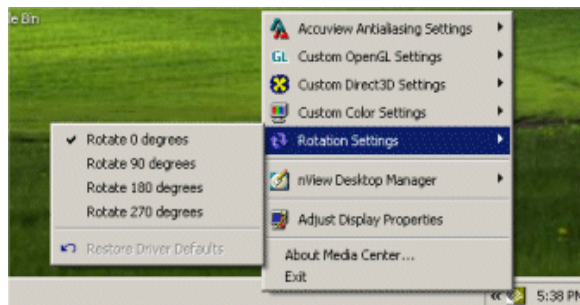 le Bin
Accuview Antialiasing Settings
GL Custom OpenGL Settings
Custom Direct3D Settings
Custom Color Settings
Rotation Settings
nView Desktop Manager
Adjust Display Properties
About Media Center...
Exit
Rotate 0 degrees
Rotate 90 degrees
Rotate 180 degrees
Rotate 270 degrees
Restore Driver Defaults
5:38 PM